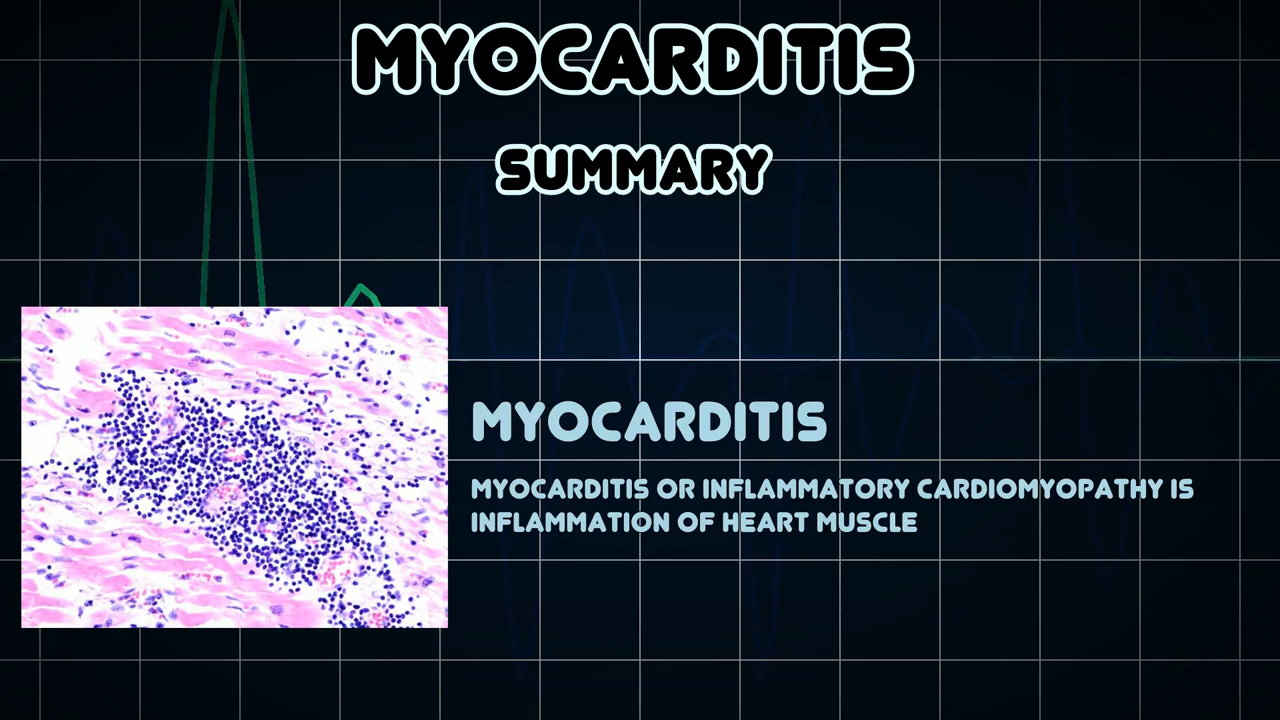 MYOCARDITIS
SUMMARY
MYOCARDITIS
MYOCARDITIS OR INFLAMMATORY CARDIOMYOPATHY IS
INFLAMMATION OF HEART MUSCLE